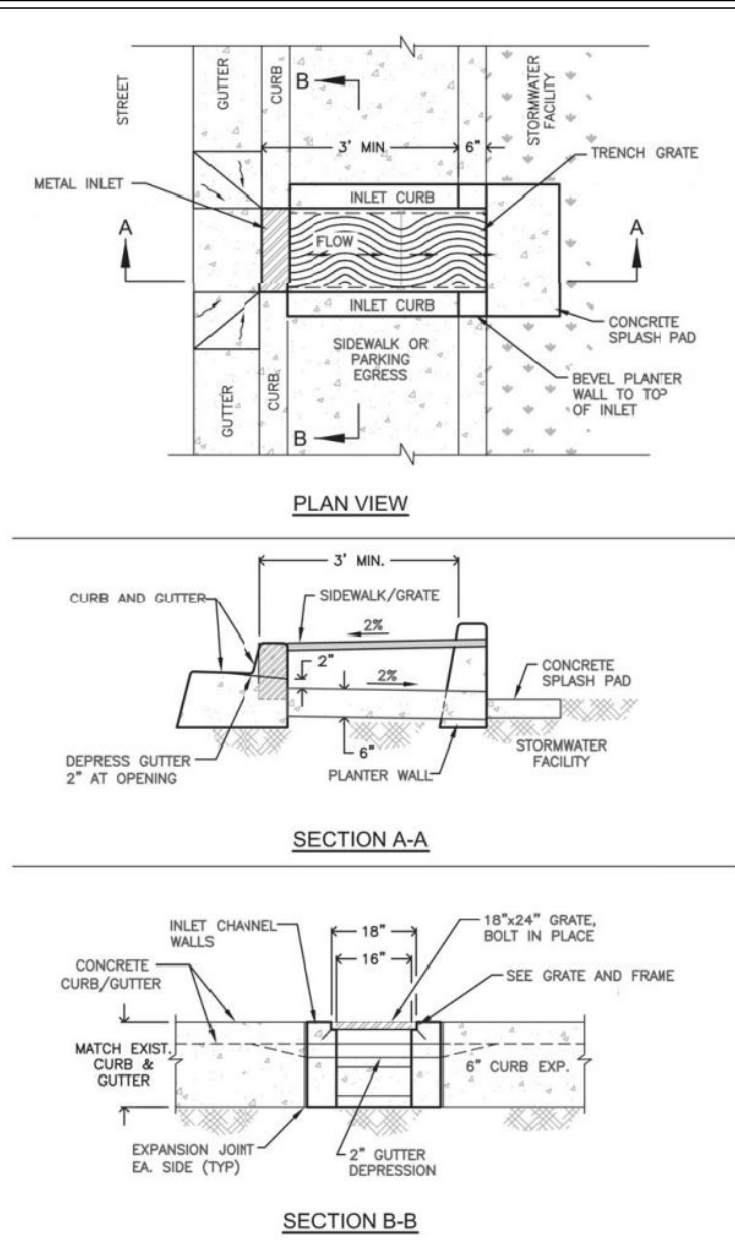 STREET
GUTTER
CURB
B
STORMWATER
FACILITY
3' MIN.
6"
TRENCH GRATE
METAL INLET
INLET CURB
A
FLOW
A
INLET CURB
CONCRETE
SPLASH PAD
SIDEWALK OR
PARKING
EGRESS
GUTTER
CURB
BEVEL PLANTER
WALL TO TOP
OF INLET
B
PLAN VIEW
3' MIN.
CURB AND GUTTER
SIDEWALK/GRATE
2%
2"
2%
CONCRETE
SPLASH PAD
DEPRESS GUTTER
2" AT OPENING
6"
PLANTER WALL
STORMWATER
FACILITY
SECTION A-A
INLET CHANNEL
WALLS
18"
18"x24" GRATE,
BOLT IN PLACE
16"
CONCRETE
CURB/GUTTER
SEE GRATE AND FRAME
MATCH EXIST.
CURB &
GUTTER
6" CURB EXP.
EXPANSION JOINT
EA. SIDE (TYP)
2" GUTTER
DEPRESSION
SECTION B-B